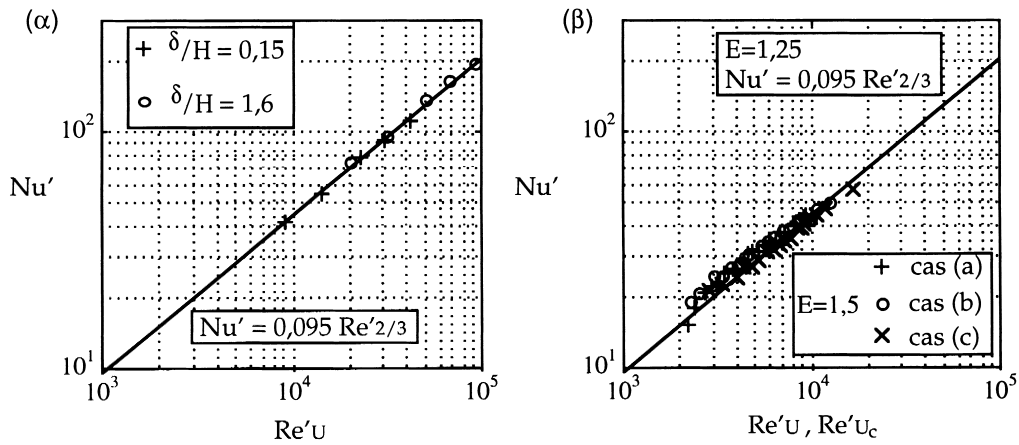 (α)
+ δ/H = 0,15
o δ/H = 1,6
10²
Nu′
Nu′ = 0,095 Re′2/3
10¹
10³ 10⁴ 10⁵
Re′U
(β)
E=1,25
Nu′ = 0,095 Re′2/3
10²
Nu′
+ cas (a)
E=1,5 o cas (b)
× cas (c)
10¹
10³ 10⁴ 10⁵
Re′U , Re′Uc